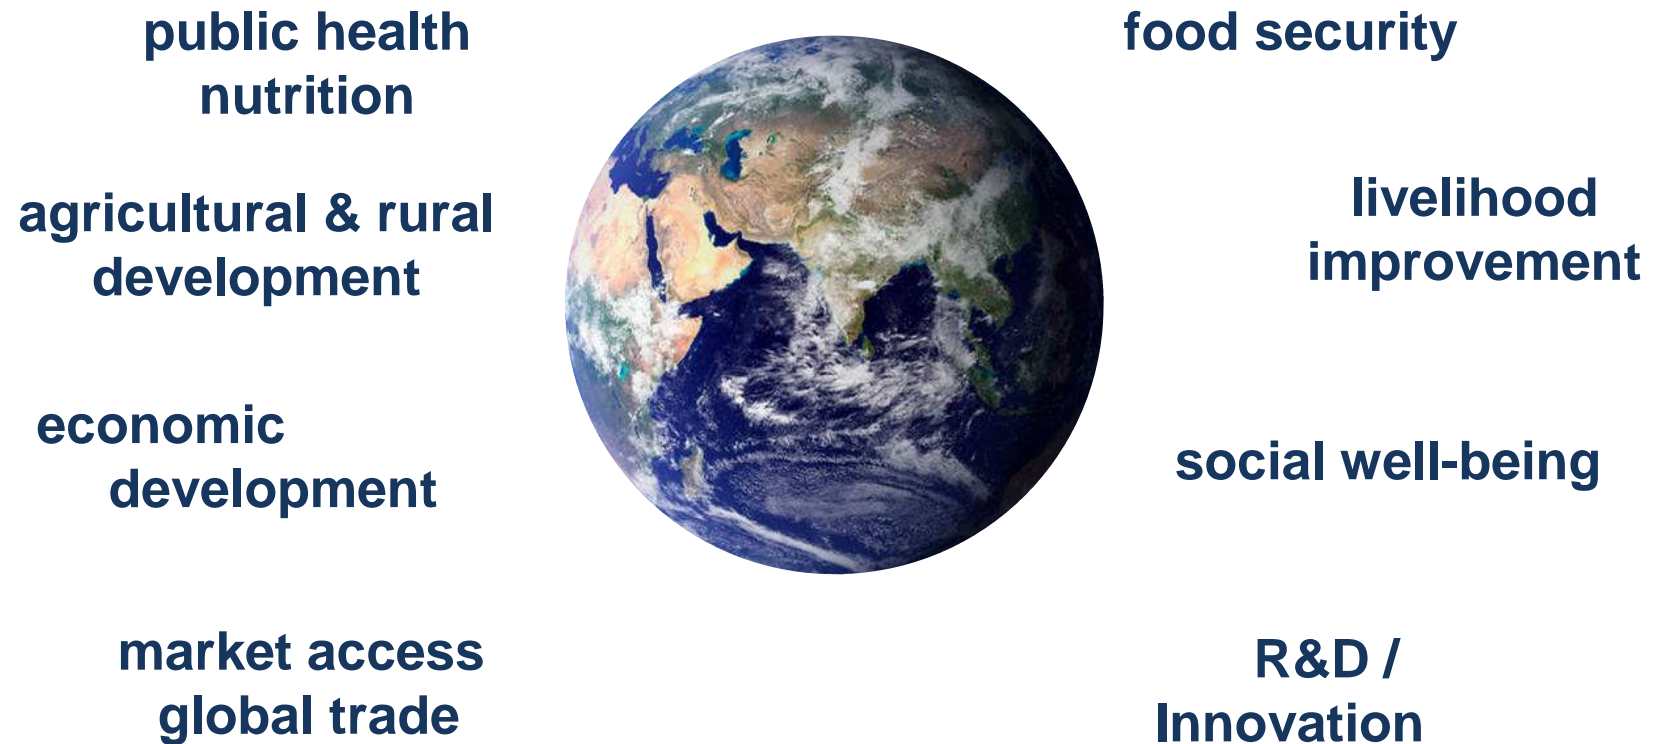 public health
nutrition
food security
agricultural & rural
development
livelihood
improvement
economic
development
social well-being
market access
global trade
R&D /
Innovation